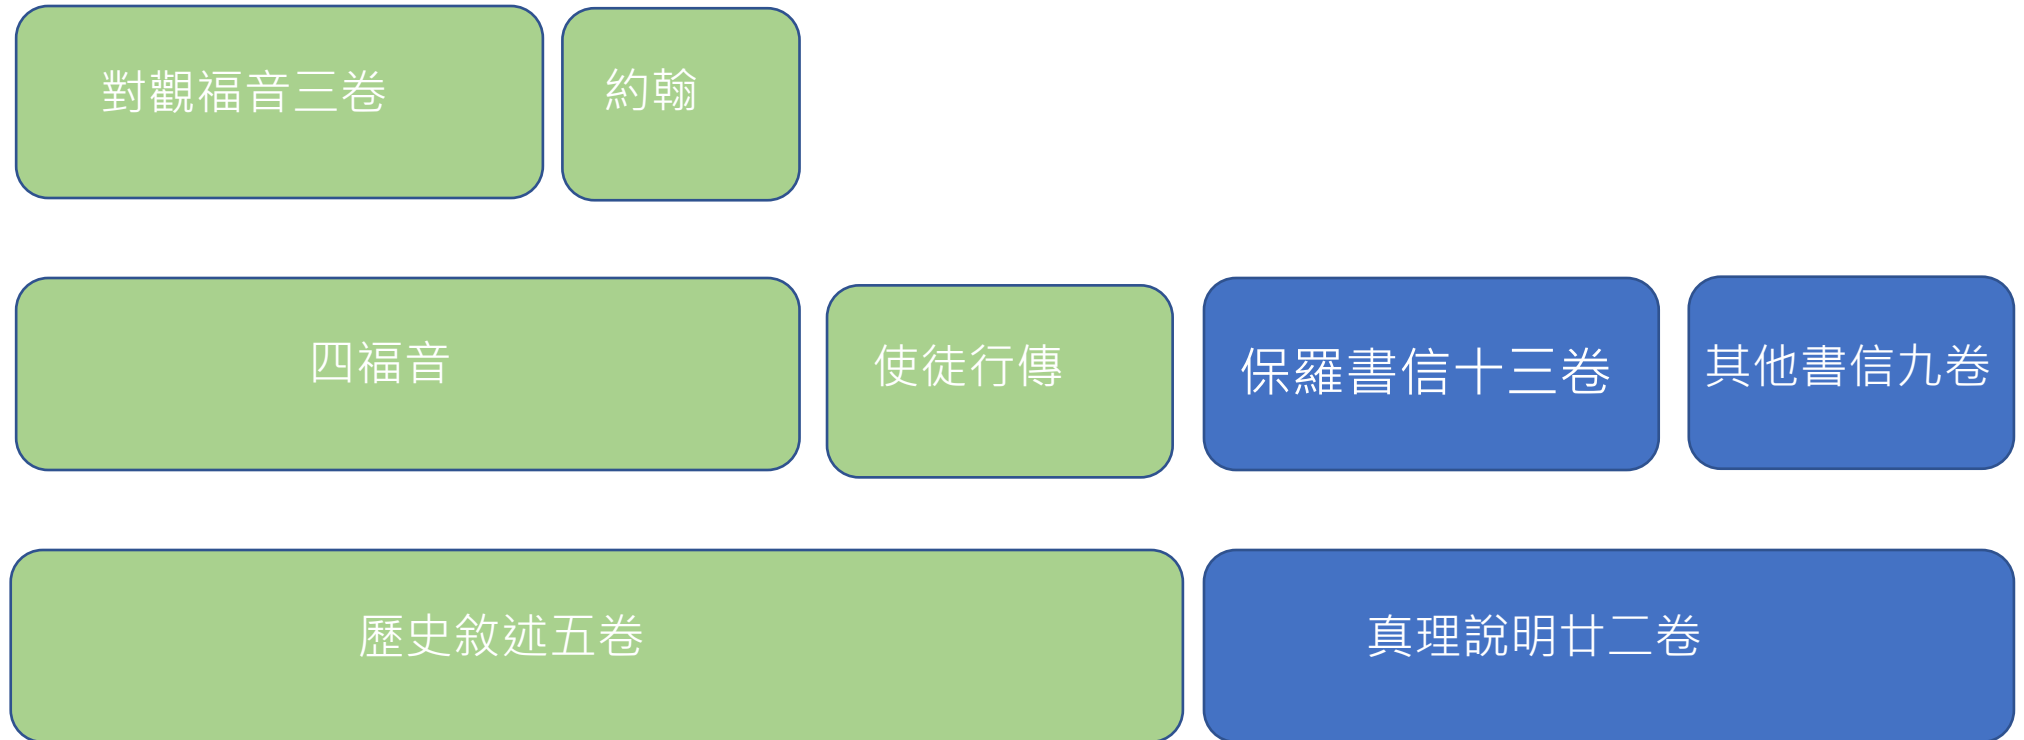 對觀福音三卷
約翰
四福音
使徒行傳
保羅書信十三卷
其他書信九卷
歷史敘述五卷
真理說明廿二卷